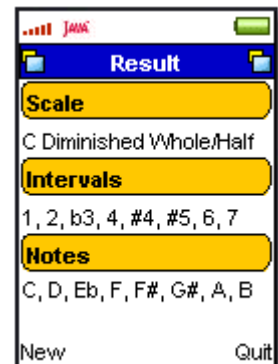 JAVA
Result
Scale
C Diminished Whole/Half
Intervals
1, 2, b3, 4, #4, #5, 6, 7
Notes
C, D, Eb, F, F#, G#, A, B
New Quit